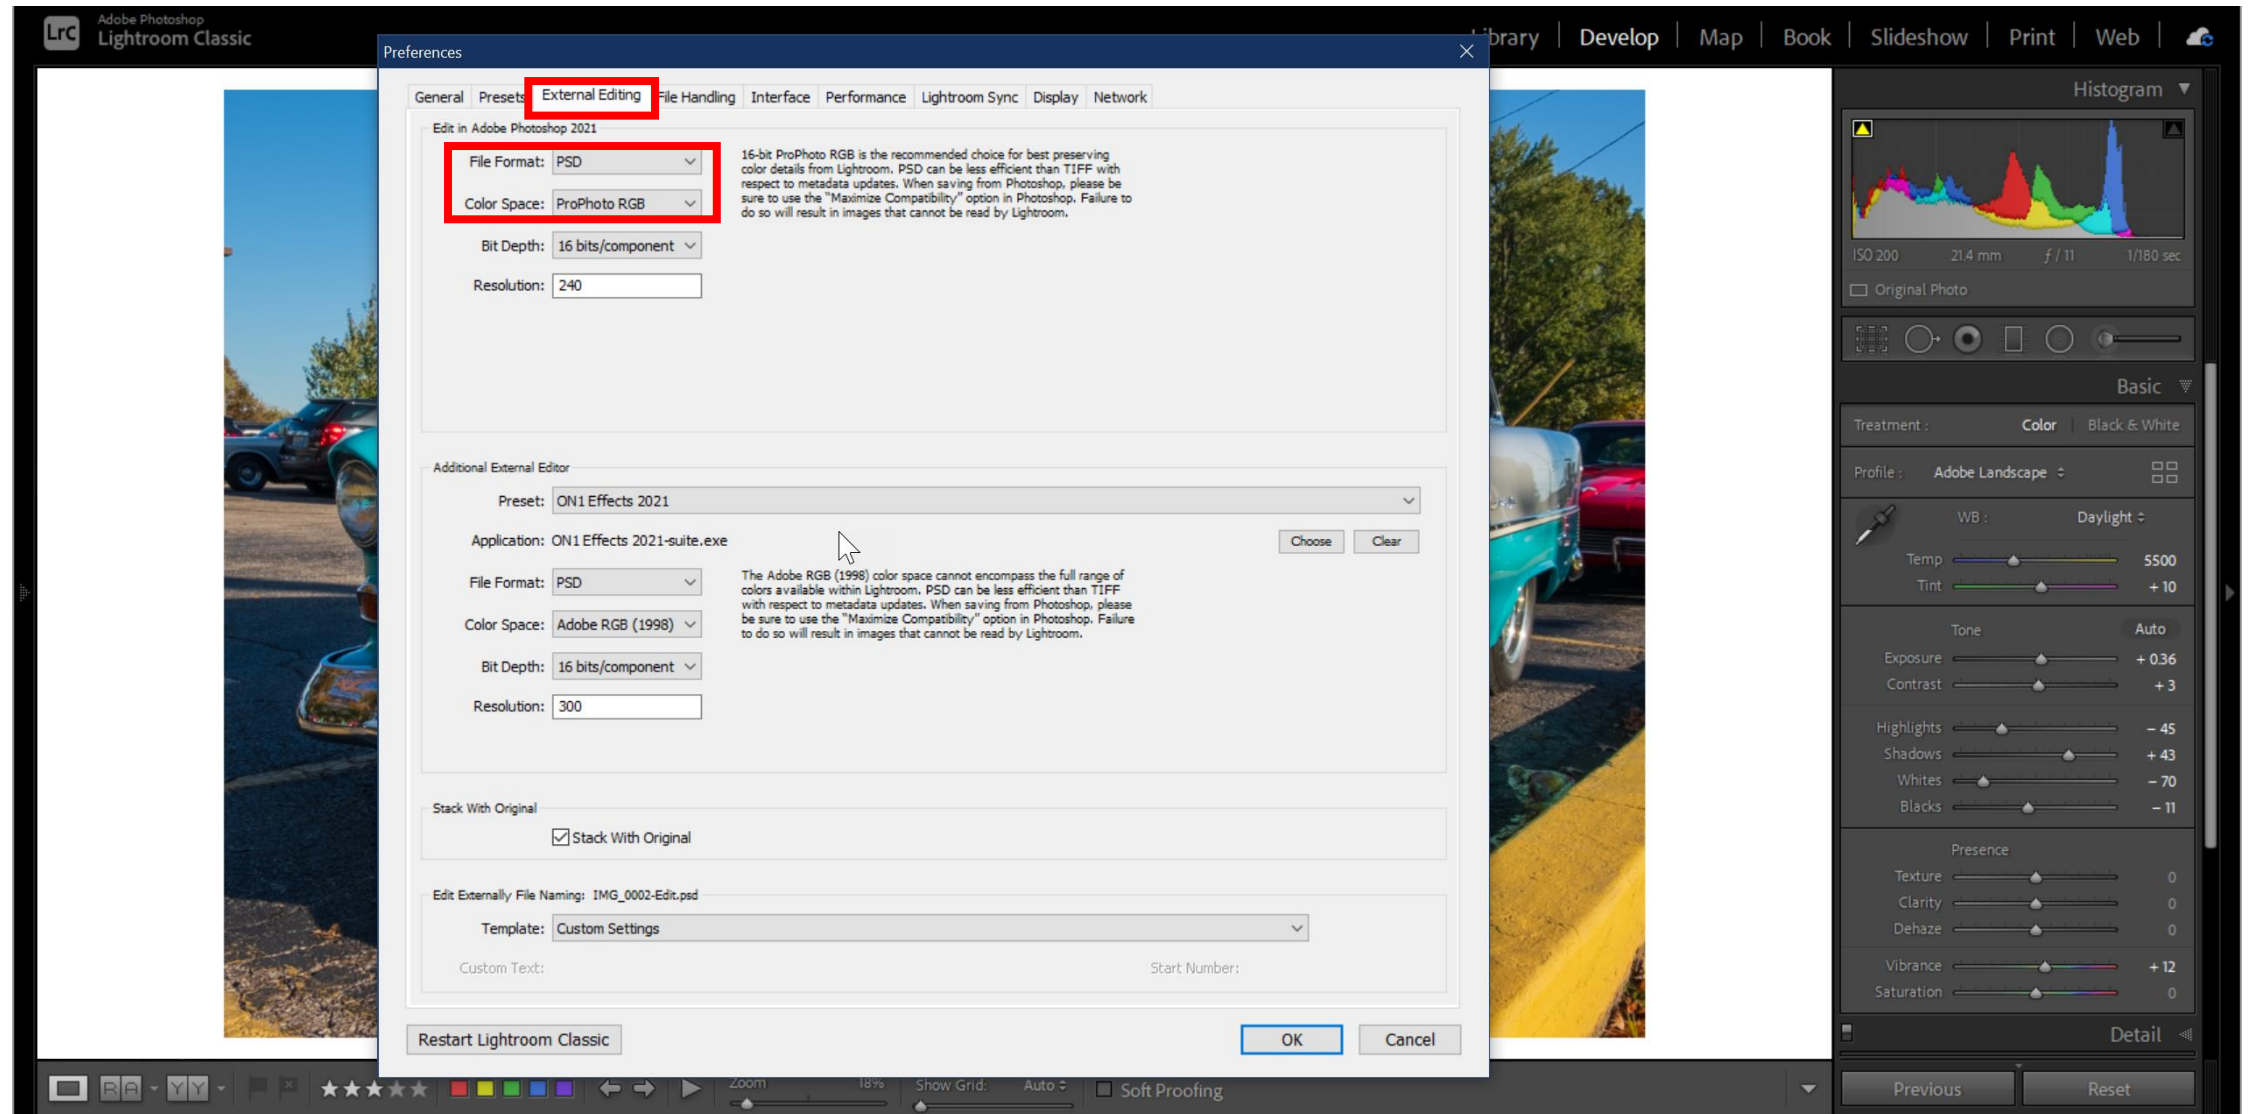 Adobe Photoshop
Lightroom Classic
LrC
Library | Develop | Map | Book | Slideshow | Print | Web
Preferences
General Presets External Editing File Handling Interface Performance Lightroom Sync Display Network
Edit in Adobe Photoshop 2021
File Format: PSD
Color Space: ProPhoto RGB
Bit Depth: 16 bits/component
Resolution: 240
16-bit ProPhoto RGB is the recommended choice for best preserving
color details from Lightroom. PSD can be less efficient than TIFF with
respect to metadata updates. When saving from Photoshop, please be
sure to use the "Maximize Compatibility" option in Photoshop. Failure to
do so will result in images that cannot be read by Lightroom.
Additional External Editor
Preset: ON1 Effects 2021
Application: ON1 Effects 2021-suite.exe
Choose Clear
File Format: PSD
Color Space: Adobe RGB (1998)
Bit Depth: 16 bits/component
Resolution: 300
The Adobe RGB (1998) color space cannot encompass the full range of
colors available within Lightroom. PSD can be less efficient than TIFF
with respect to metadata updates. When saving from Photoshop, please
be sure to use the "Maximize Compatibility" option in Photoshop. Failure
to do so will result in images that cannot be read by Lightroom.
Stack With Original
Stack With Original
Edit Externally File Naming: IMG_0002-Edit.psd
Template: Custom Settings
Custom Text: Start Number:
Restart Lightroom Classic OK Cancel
Histogram
ISO 200 21.4 mm ƒ / 11 1/180 sec
Original Photo
Basic
Treatment : Color | Black & White
Profile : Adobe Landscape
WB : Daylight
Temp 5500
Tint + 10
Tone Auto
Exposure + 0.36
Contrast + 3
Highlights – 45
Shadows + 43
Whites – 70
Blacks – 11
Presence
Texture 0
Clarity 0
Dehaze 0
Vibrance + 12
Saturation 0
Detail
Previous Reset
R A Y Y Zoom 18% Show Grid: Auto Soft Proofing